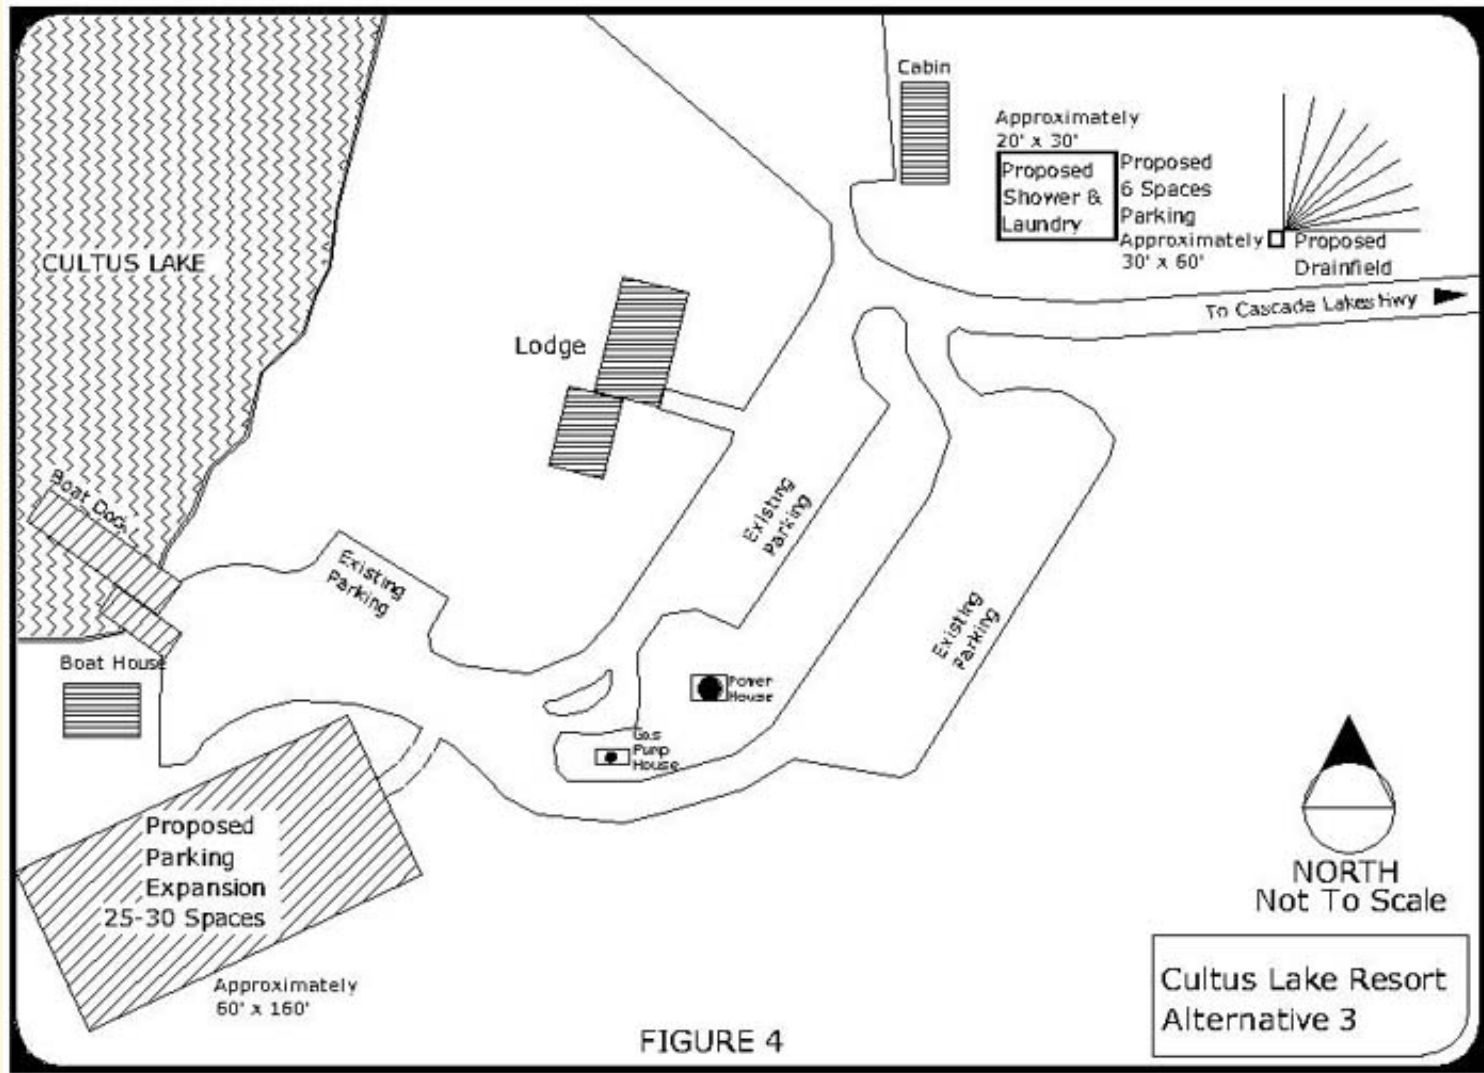 Cabin
Approximately
20' x 30'
Proposed
Shower &
Laundry
Proposed
6 Spaces
Parking
Approximately
30' x 60'
Proposed
Drainfield
To Cascade Lakes Hwy
CULTUS LAKE
Lodge
Boat Dock
Existing
Parking
Existing
Parking
Existing
Parking
Boat House
Power
House
Gas
Pump
House
Proposed
Parking
Expansion
25-30 Spaces
Approximately
60' x 160'
NORTH
Not To Scale
Cultus Lake Resort
Alternative 3
FIGURE 4